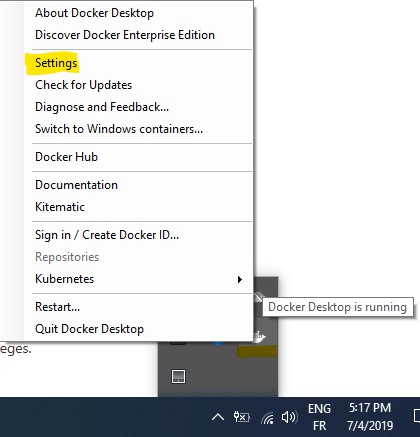 About Docker Desktop
Discover Docker Enterprise Edition
Settings
Check for Updates
Diagnose and Feedback...
Switch to Windows containers...
Docker Hub
Documentation
Kitematic
Sign in / Create Docker ID...
Repositories
Kubernetes
Restart...
Quit Docker Desktop
Docker Desktop is running
eges.
ENG
FR
5:17 PM
7/4/2019